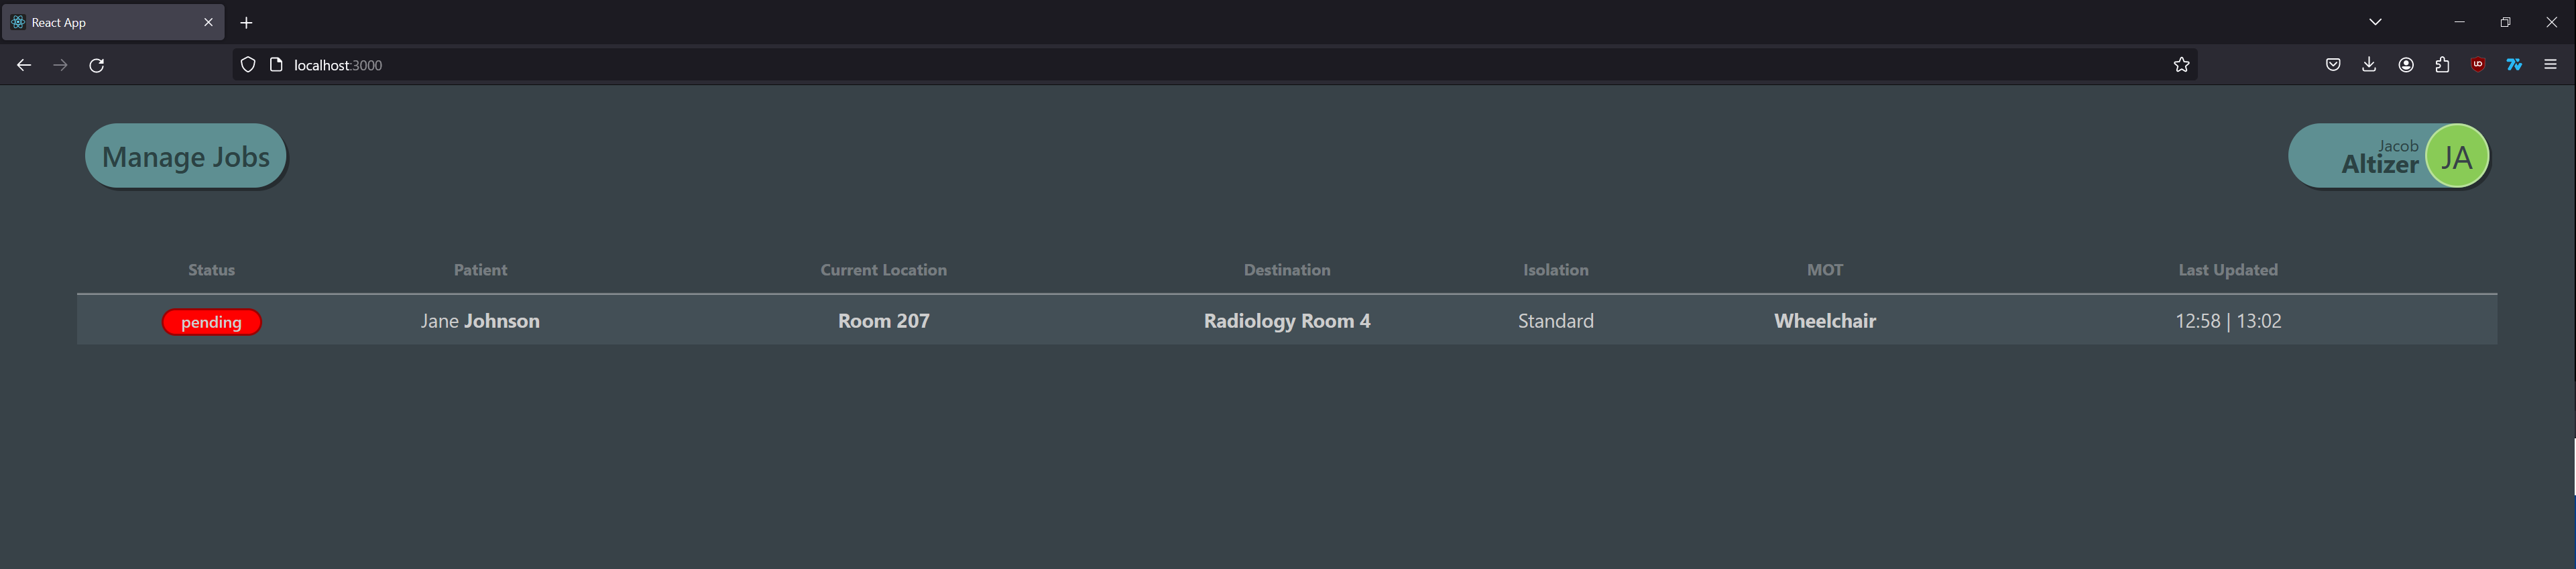 React App
localhost:3000
Manage Jobs
Jacob
Altizer
JA
Status Patient Current Location Destination Isolation MOT Last Updated
pending Jane Johnson Room 207 Radiology Room 4 Standard Wheelchair 12:58 | 13:02